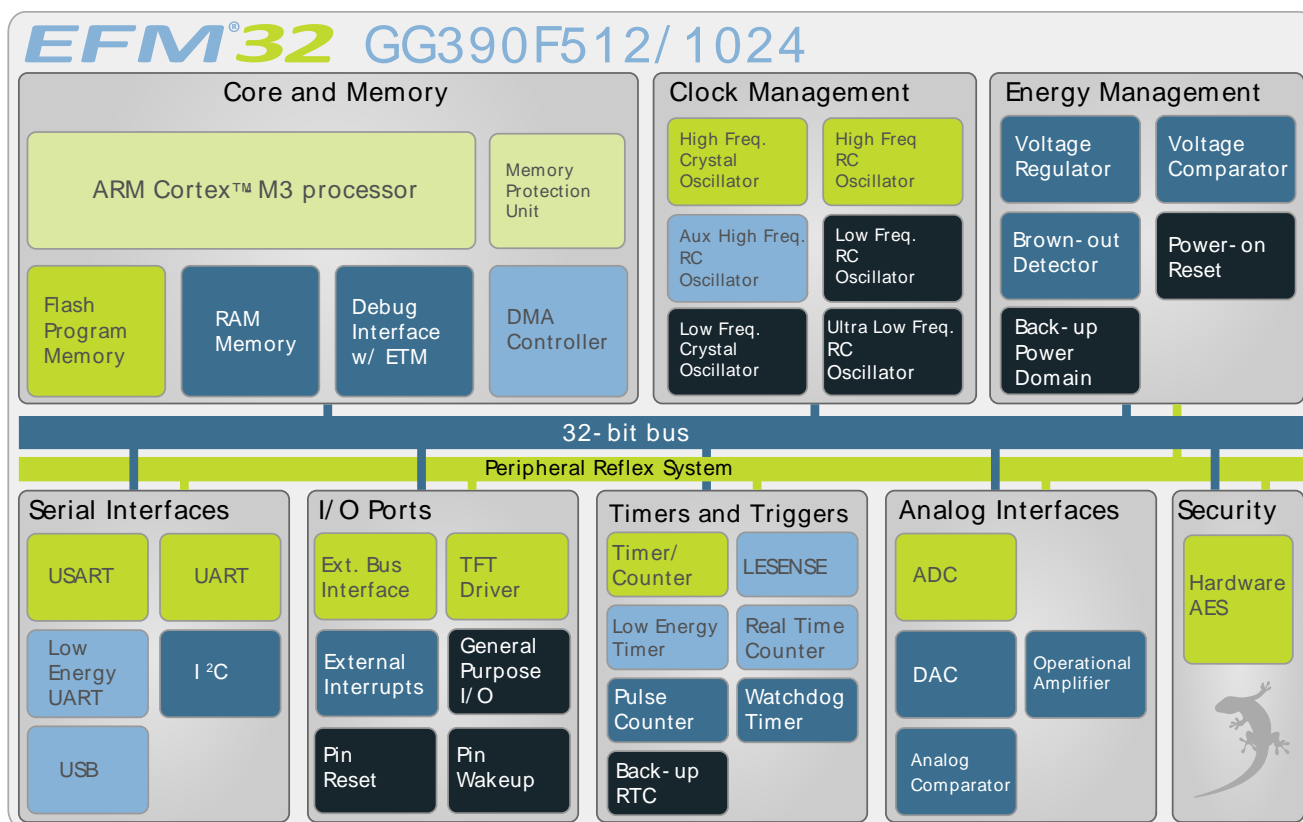 EFM®32 GG390F512/1024
Core and Memory
ARM Cortex™ M3 processor
Memory
Protection
Unit
Flash
Program
Memory
RAM
Memory
Debug
Interface
w/ ETM
DMA
Controller
Clock Management
High Freq.
Crystal
Oscillator
High Freq
RC
Oscillator
Aux High Freq.
RC
Oscillator
Low Freq.
RC
Oscillator
Low Freq.
Crystal
Oscillator
Ultra Low Freq.
RC
Oscillator
Energy Management
Voltage
Regulator
Voltage
Comparator
Brown-out
Detector
Power-on
Reset
Back-up
Power
Domain
32-bit bus
Peripheral Reflex System
Serial Interfaces
USART
UART
Low
Energy
UART
I²C
USB
I/O Ports
Ext. Bus
Interface
TFT
Driver
External
Interrupts
General
Purpose
I/O
Pin
Reset
Pin
Wakeup
Timers and Triggers
Timer/
Counter
LESENSE
Low Energy
Timer
Real Time
Counter
Pulse
Counter
Watchdog
Timer
Back-up
RTC
Analog Interfaces
ADC
DAC
Operational
Amplifier
Analog
Comparator
Security
Hardware
AES